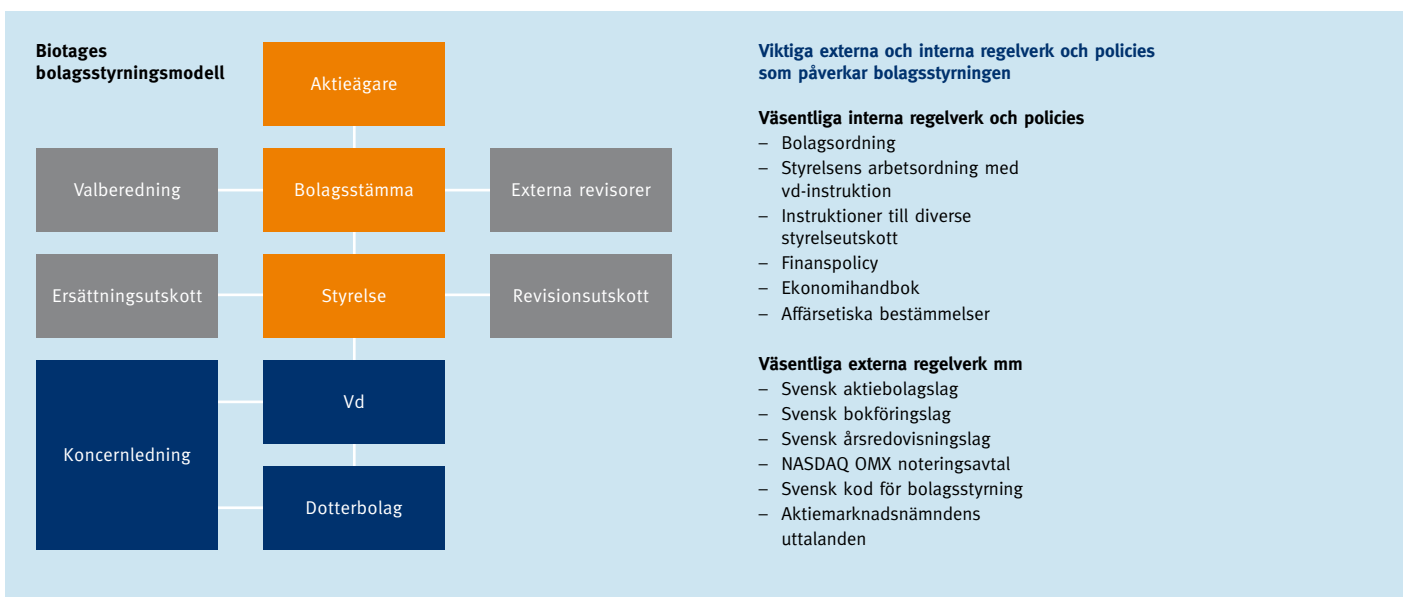 Biotages
bolagsstyrningsmodell
Aktieägare
Valberedning
Bolagsstämma
Externa revisorer
Ersättningsutskott
Styrelse
Revisionsutskott
Koncernledning
Vd
Dotterbolag
Viktiga externa och interna regelverk och policies
som påverkar bolagsstyrningen
Väsentliga interna regelverk och policies
– Bolagsordning
– Styrelsens arbetsordning med
vd-instruktion
– Instruktioner till diverse
styrelseutskott
– Finanspolicy
– Ekonomihandbok
– Affärsetiska bestämmelser
Väsentliga externa regelverk mm
– Svensk aktiebolagslag
– Svensk bokföringslag
– Svensk årsredovisningslag
– NASDAQ OMX noteringsavtal
– Svensk kod för bolagsstyrning
– Aktiemarknadsnämndens
uttalanden